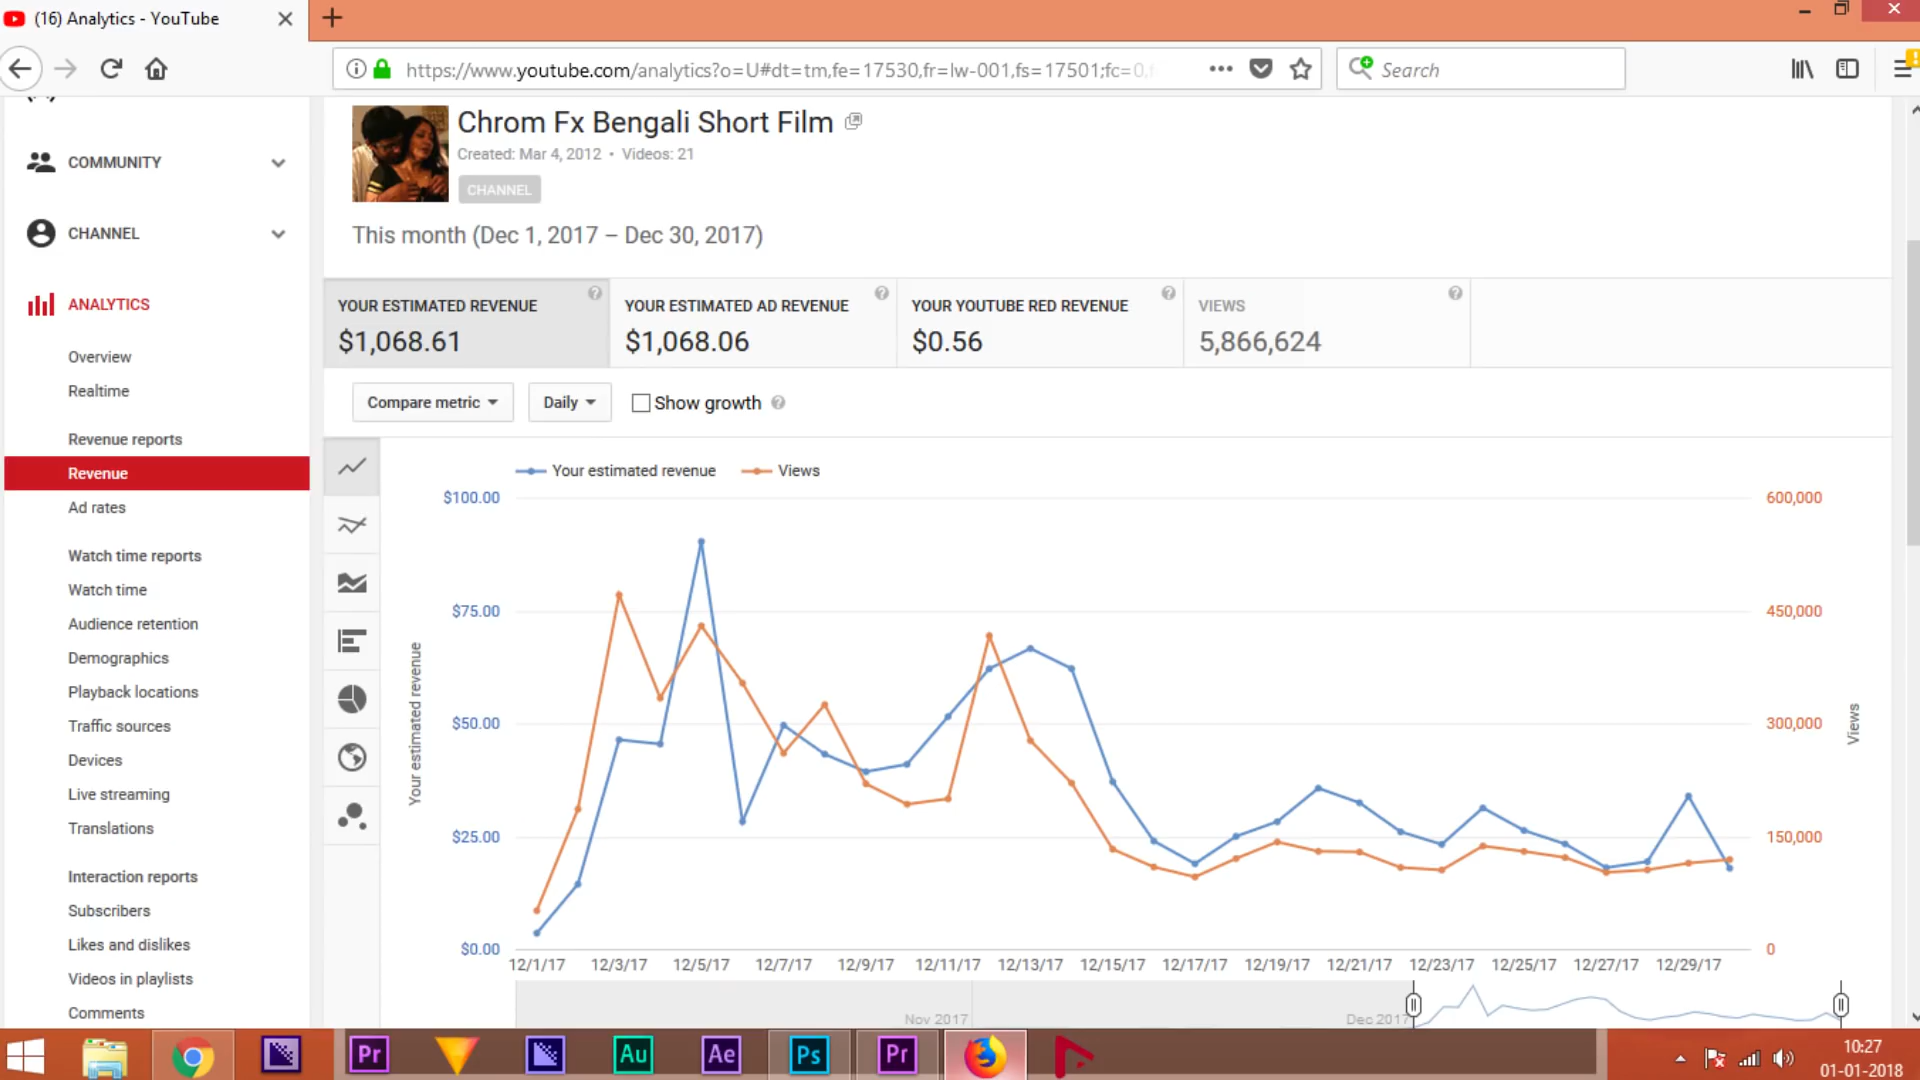 (16) Analytics - YouTube
https://www.youtube.com/analytics?o=U#dt=tm,fe=17530,fr=lw-001,fs=17501;fc=0,
Search
COMMUNITY
CHANNEL
ANALYTICS
Overview
Realtime
Revenue reports
Revenue
Ad rates
Watch time reports
Watch time
Audience retention
Demographics
Playback locations
Traffic sources
Devices
Live streaming
Translations
Interaction reports
Subscribers
Likes and dislikes
Videos in playlists
Comments
Chrom Fx Bengali Short Film
Created: Mar 4, 2012 • Videos: 21
CHANNEL
This month (Dec 1, 2017 – Dec 30, 2017)
YOUR ESTIMATED REVENUE
$1,068.61
YOUR ESTIMATED AD REVENUE
$1,068.06
YOUR YOUTUBE RED REVENUE
$0.56
VIEWS
5,866,624
Compare metric
Daily
Show growth
Your estimated revenue
Views
$100.00
$75.00
$50.00
$25.00
$0.00
Your estimated revenue
600,000
450,000
300,000
150,000
0
Views
12/1/17 12/3/17 12/5/17 12/7/17 12/9/17 12/11/17 12/13/17 12/15/17 12/17/17 12/19/17 12/21/17 12/23/17 12/25/17 12/27/17 12/29/17
Nov 2017
Dec 2017
Pr
Au
Ae
Ps
Pr
10:27
01-01-2018